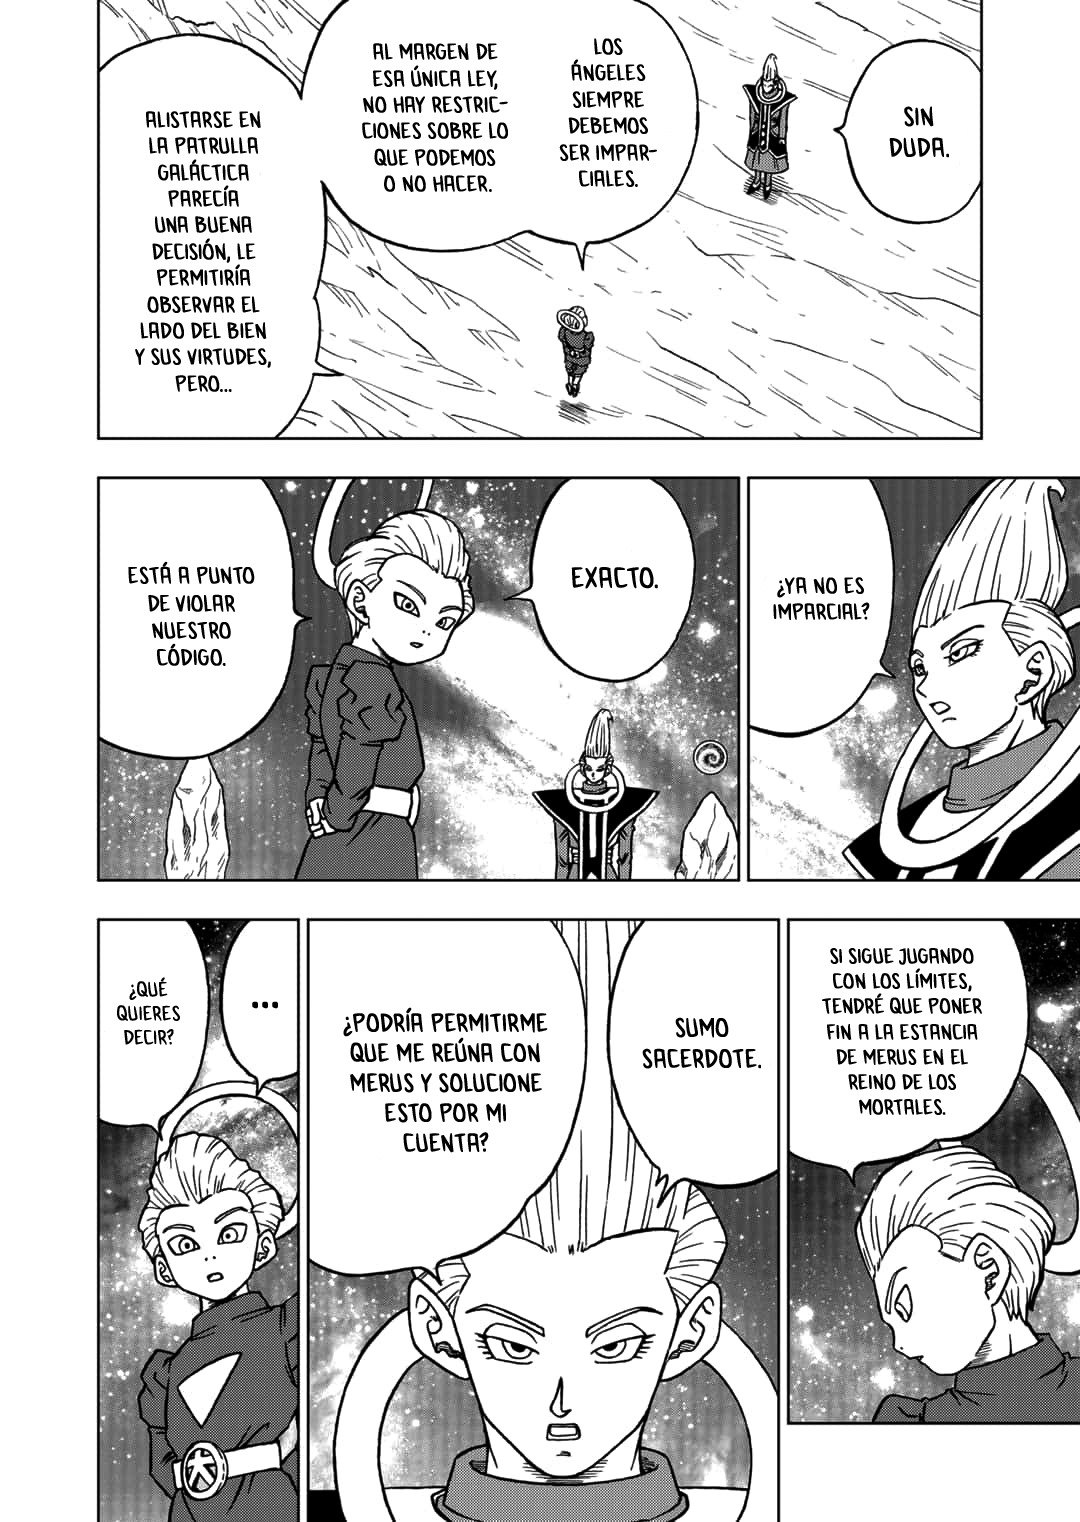 SIN
DUDA.
LOS
ÁNGELES
SIEMPRE
DEBEMOS
SER IMPAR-
CIALES.
AL MARGEN DE
ESA ÚNICA LEY,
NO HAY RESTRIC-
CIONES SOBRE LO
QUE PODEMOS
O NO HACER.
ALISTARSE EN
LA PATRULLA
GALÁCTICA
PARECÍA
UNA BUENA
DECISIÓN, LE
PERMITIRÍA
OBSERVAR EL
LADO DEL BIEN
Y SUS VIRTUDES,
PERO...
¿YA NO ES
IMPARCIAL?
EXACTO.
ESTÁ A PUNTO
DE VIOLAR
NUESTRO
CÓDIGO.
SI SIGUE JUGANDO
CON LOS LÍMITES,
TENDRÉ QUE PONER
FIN A LA ESTANCIA
DE MERUS EN EL
REINO DE LOS
MORTALES.
SUMO
SACERDOTE.
¿PODRÍA PERMITIRME
QUE ME REÚNA CON
MERUS Y SOLUCIONE
ESTO POR MI
CUENTA?
...
¿QUÉ
QUIERES
DECIR?
大